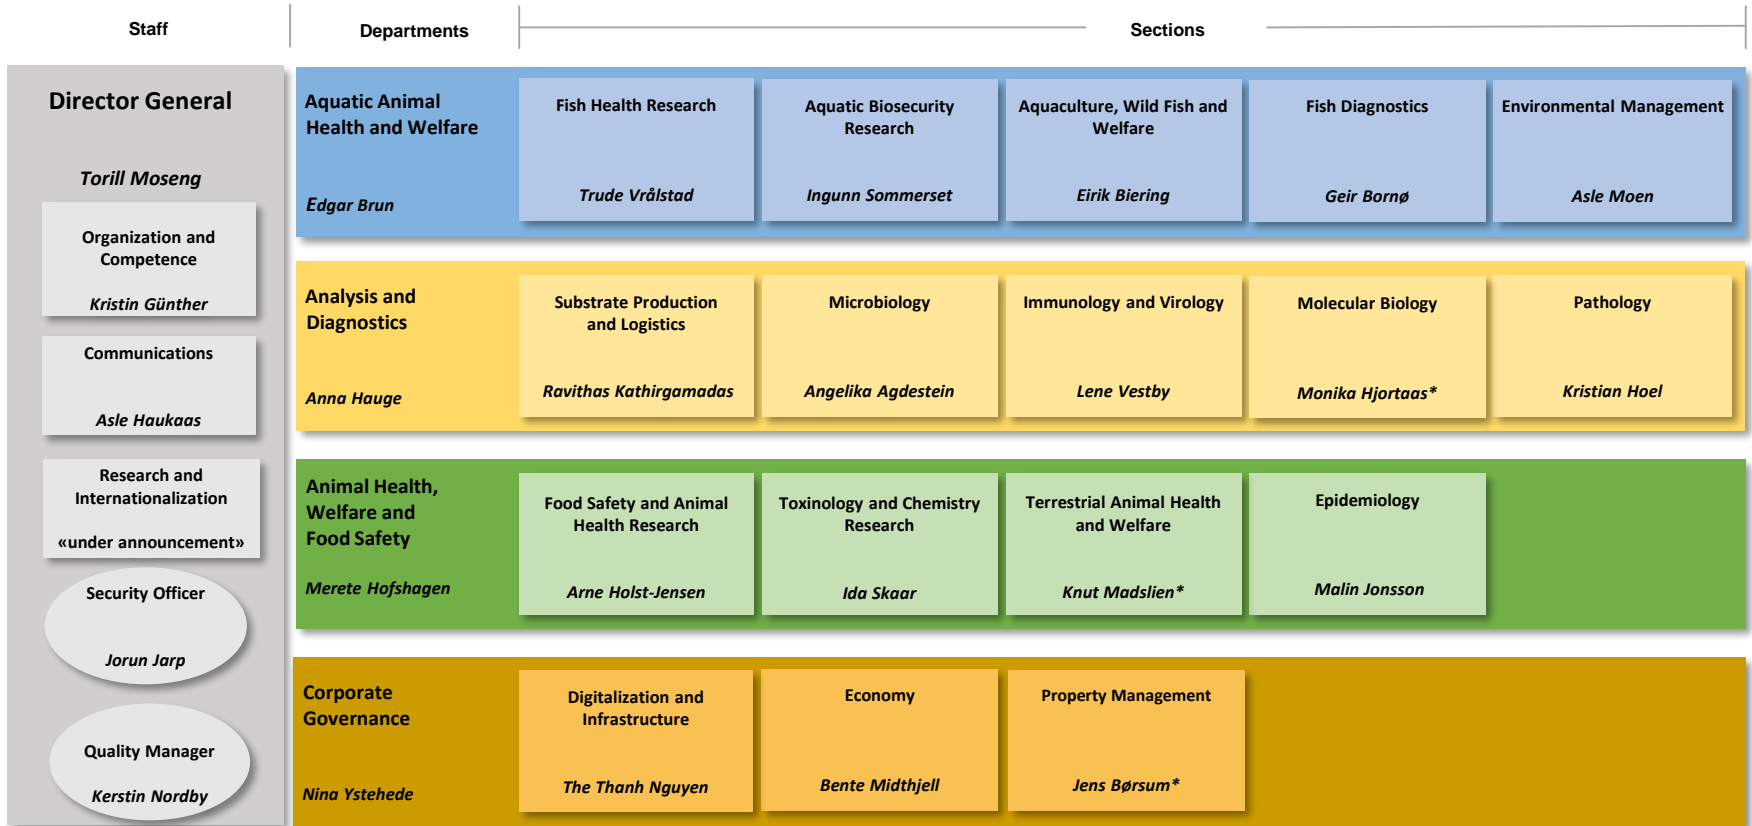 Staff
Departments
Sections
Director General
Torill Moseng
Organization and
Competence
Kristin Günther
Communications
Asle Haukaas
Research and
Internationalization
«under announcement»
Security Officer
Jorun Jarp
Quality Manager
Kerstin Nordby
Aquatic Animal
Health and Welfare
Edgar Brun
Fish Health Research
Trude Vrålstad
Aquatic Biosecurity
Research
Ingunn Sommerset
Aquaculture, Wild Fish and
Welfare
Eirik Biering
Fish Diagnostics
Geir Bornø
Environmental Management
Asle Moen
Analysis and
Diagnostics
Anna Hauge
Substrate Production
and Logistics
Ravithas Kathirgamadas
Microbiology
Angelika Agdestein
Immunology and Virology
Lene Vestby
Molecular Biology
Monika Hjortaas*
Pathology
Kristian Hoel
Animal Health,
Welfare and
Food Safety
Merete Hofshagen
Food Safety and Animal
Health Research
Arne Holst-Jensen
Toxinology and Chemistry
Research
Ida Skaar
Terrestrial Animal Health
and Welfare
Knut Madslien*
Epidemiology
Malin Jonsson
Corporate
Governance
Nina Ystehede
Digitalization and
Infrastructure
The Thanh Nguyen
Economy
Bente Midthjell
Property Management
Jens Børsum*